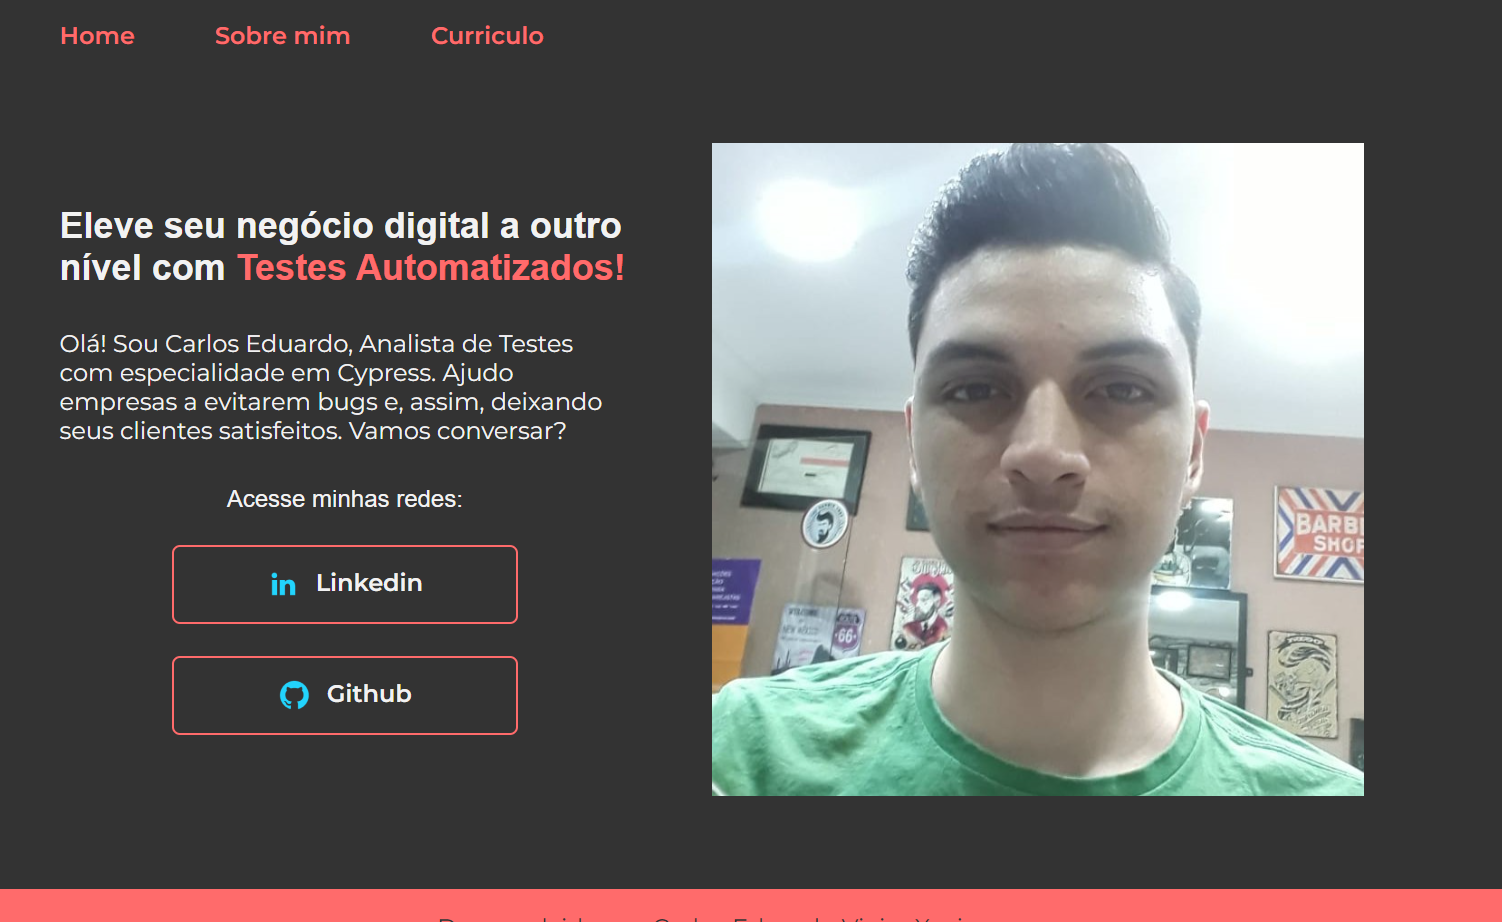 Home Sobre mim Curriculo
Eleve seu negócio digital a outro
nível com Testes Automatizados!
Olá! Sou Carlos Eduardo, Analista de Testes
com especialidade em Cypress. Ajudo
empresas a evitarem bugs e, assim, deixando
seus clientes satisfeitos. Vamos conversar?
Acesse minhas redes:
in Linkedin
Github
SHOP
66